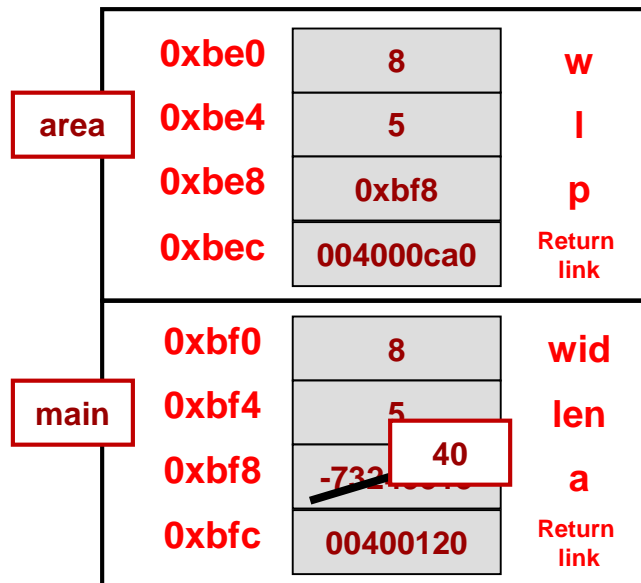 0xbe0 8 w
area 0xbe4 5 l
0xbe8 0xbf8 p
0xbec 004000ca0 Return
link
0xbf0 8 wid
main 0xbf4 5 len
40
0xbf8 a
0xbfc 00400120 Return
link